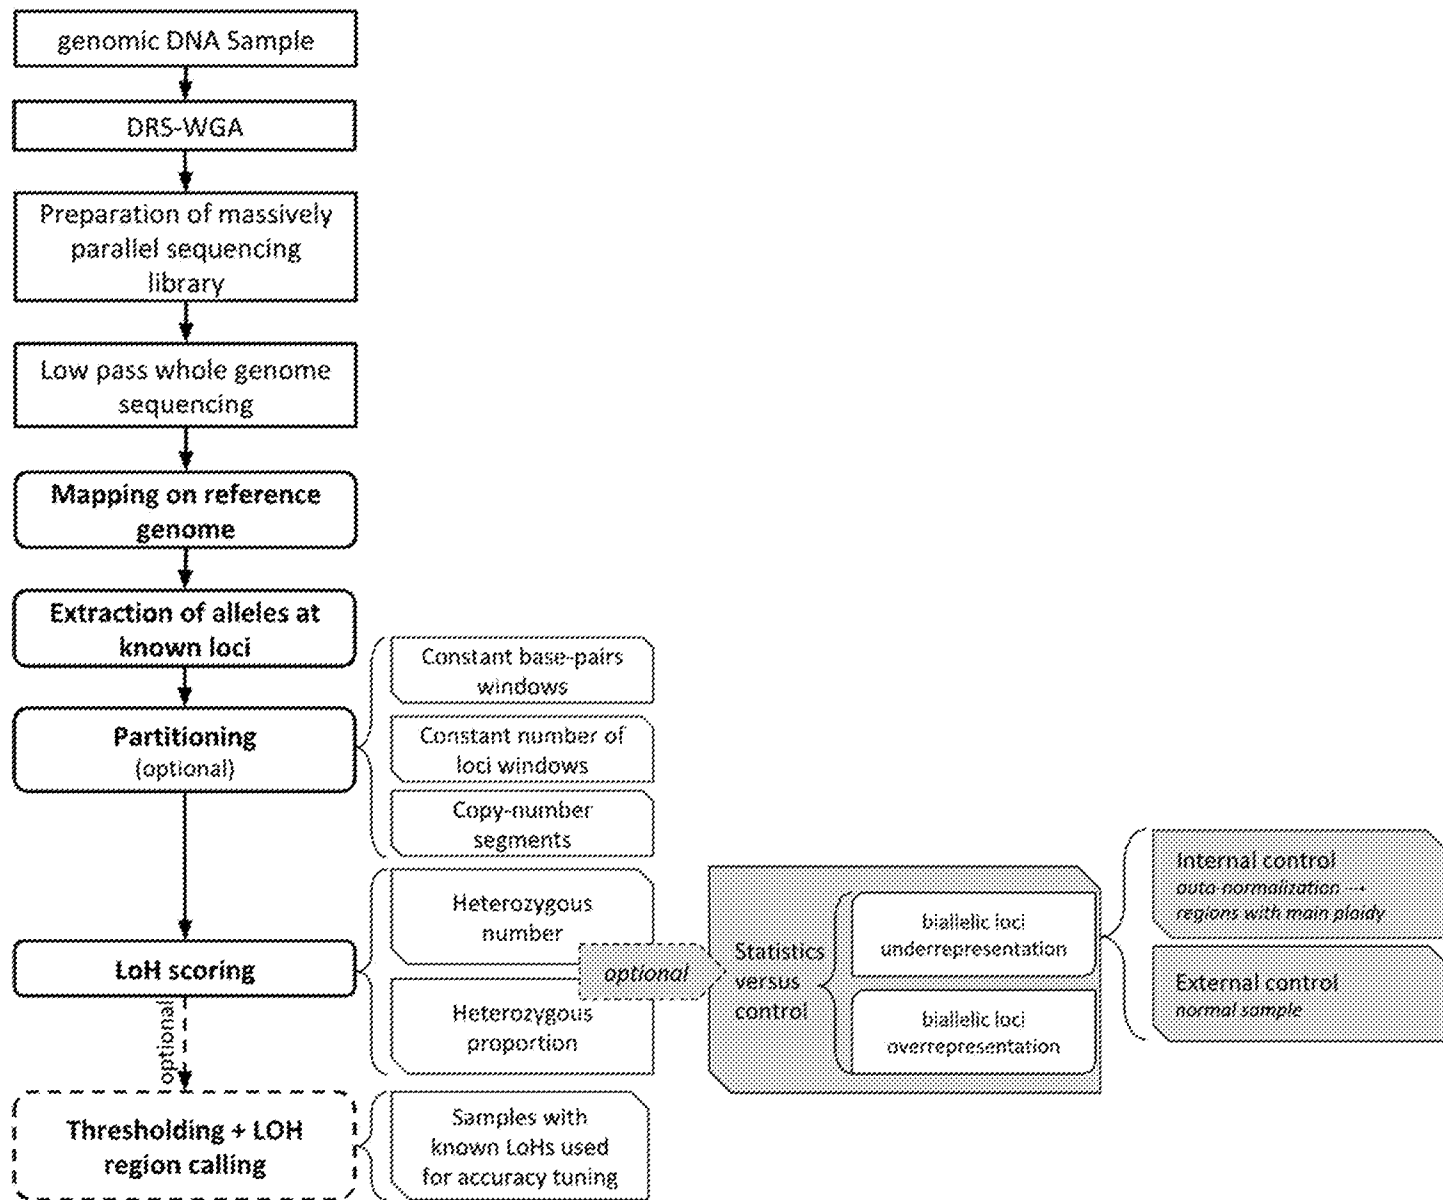 genomic DNA Sample
DRS-WGA
Preparation of massively
parallel sequencing
library
Low pass whole genome
sequencing
Mapping on reference
genome
Extraction of alleles at
known loci
Partitioning
(optional)
Constant base-pairs
windows
Constant number of
loci windows
Copy-number
segments
LoH scoring
Heterozygous
number
Heterozygous
proportion
optional
Statistics
versus
control
biallelic loci
underrepresentation
biallelic loci
overrepresentation
Internal control
auto normalization →
regions with main ploidy
External control
normal sample
optional
Thresholding + LOH
region calling
Samples with
known LoHs used
for accuracy tuning